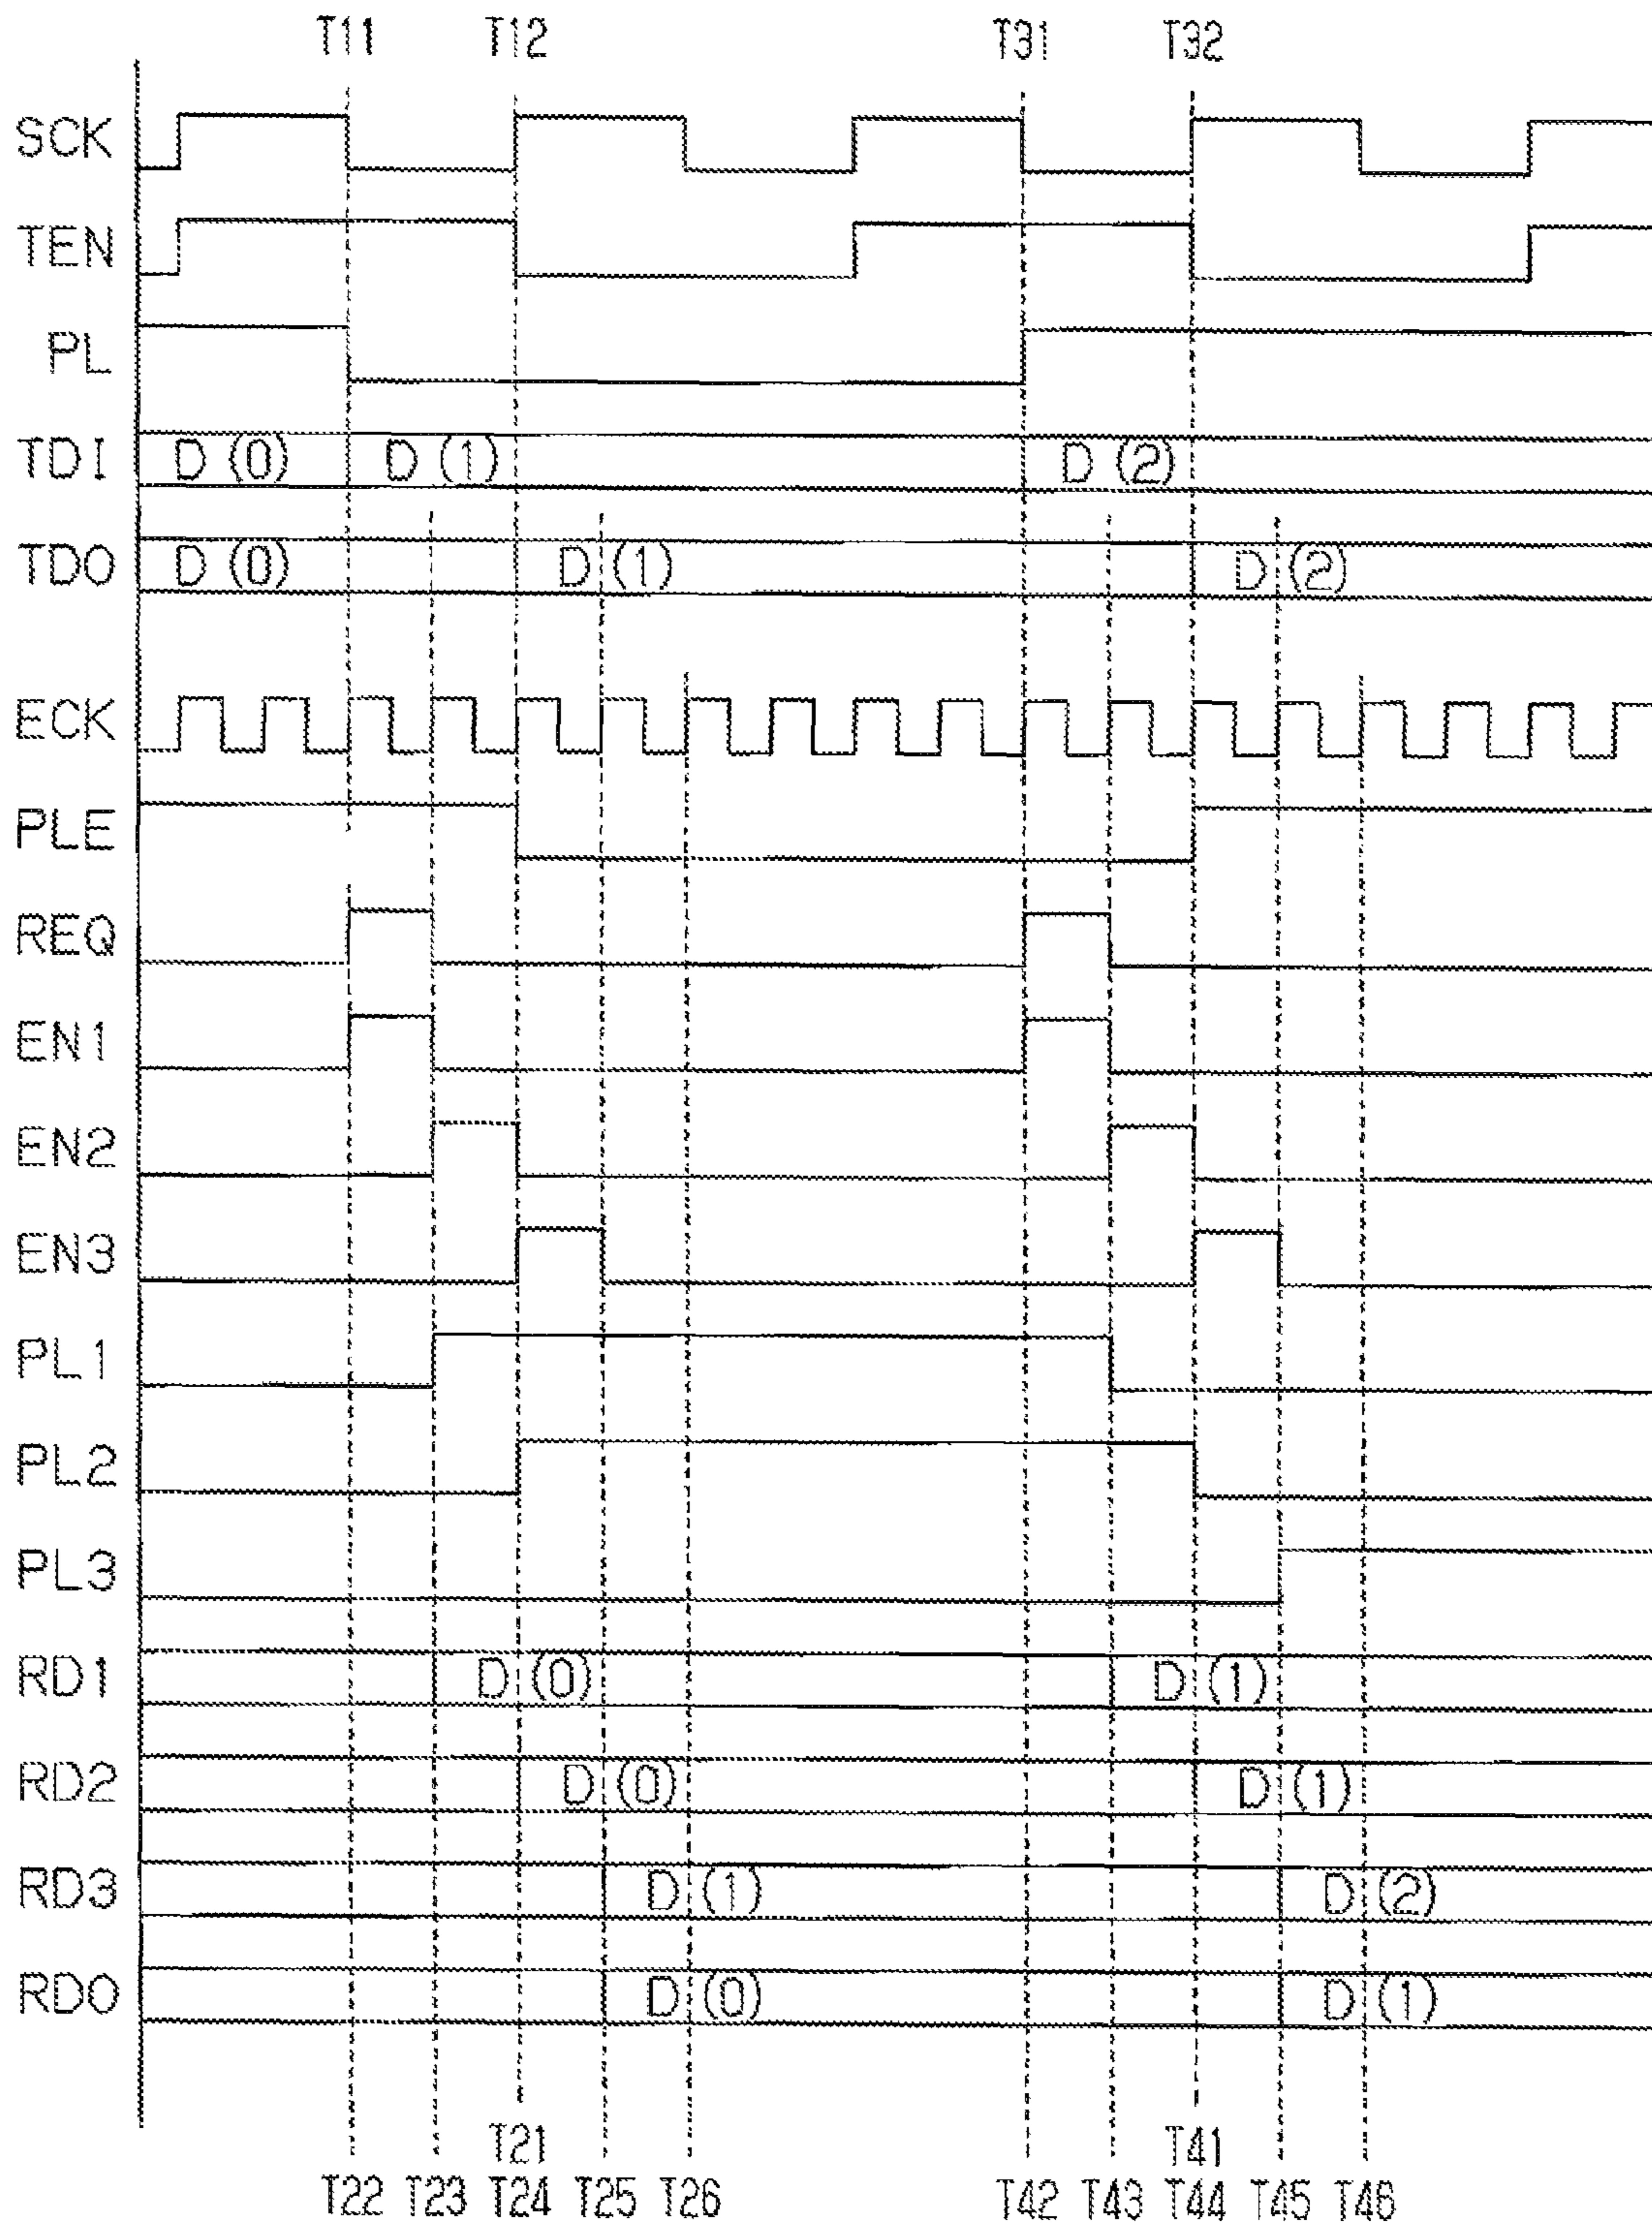 T11 T12 T31 T32
SCK
TEN
PL
TDI D (0) D (1) D (2)
TDO D (0) D (1) D (2)
ECK
PLE
REQ
EN1
EN2
EN3
PL1
PL2
PL3
RD1 D (0) D (1)
RD2 D (0) D (1)
RD3 D (1) D (2)
RDO D (0) D (1)
T21 T41
T22 T23 T24 T25 T26 T42 T43 T44 T45 T46